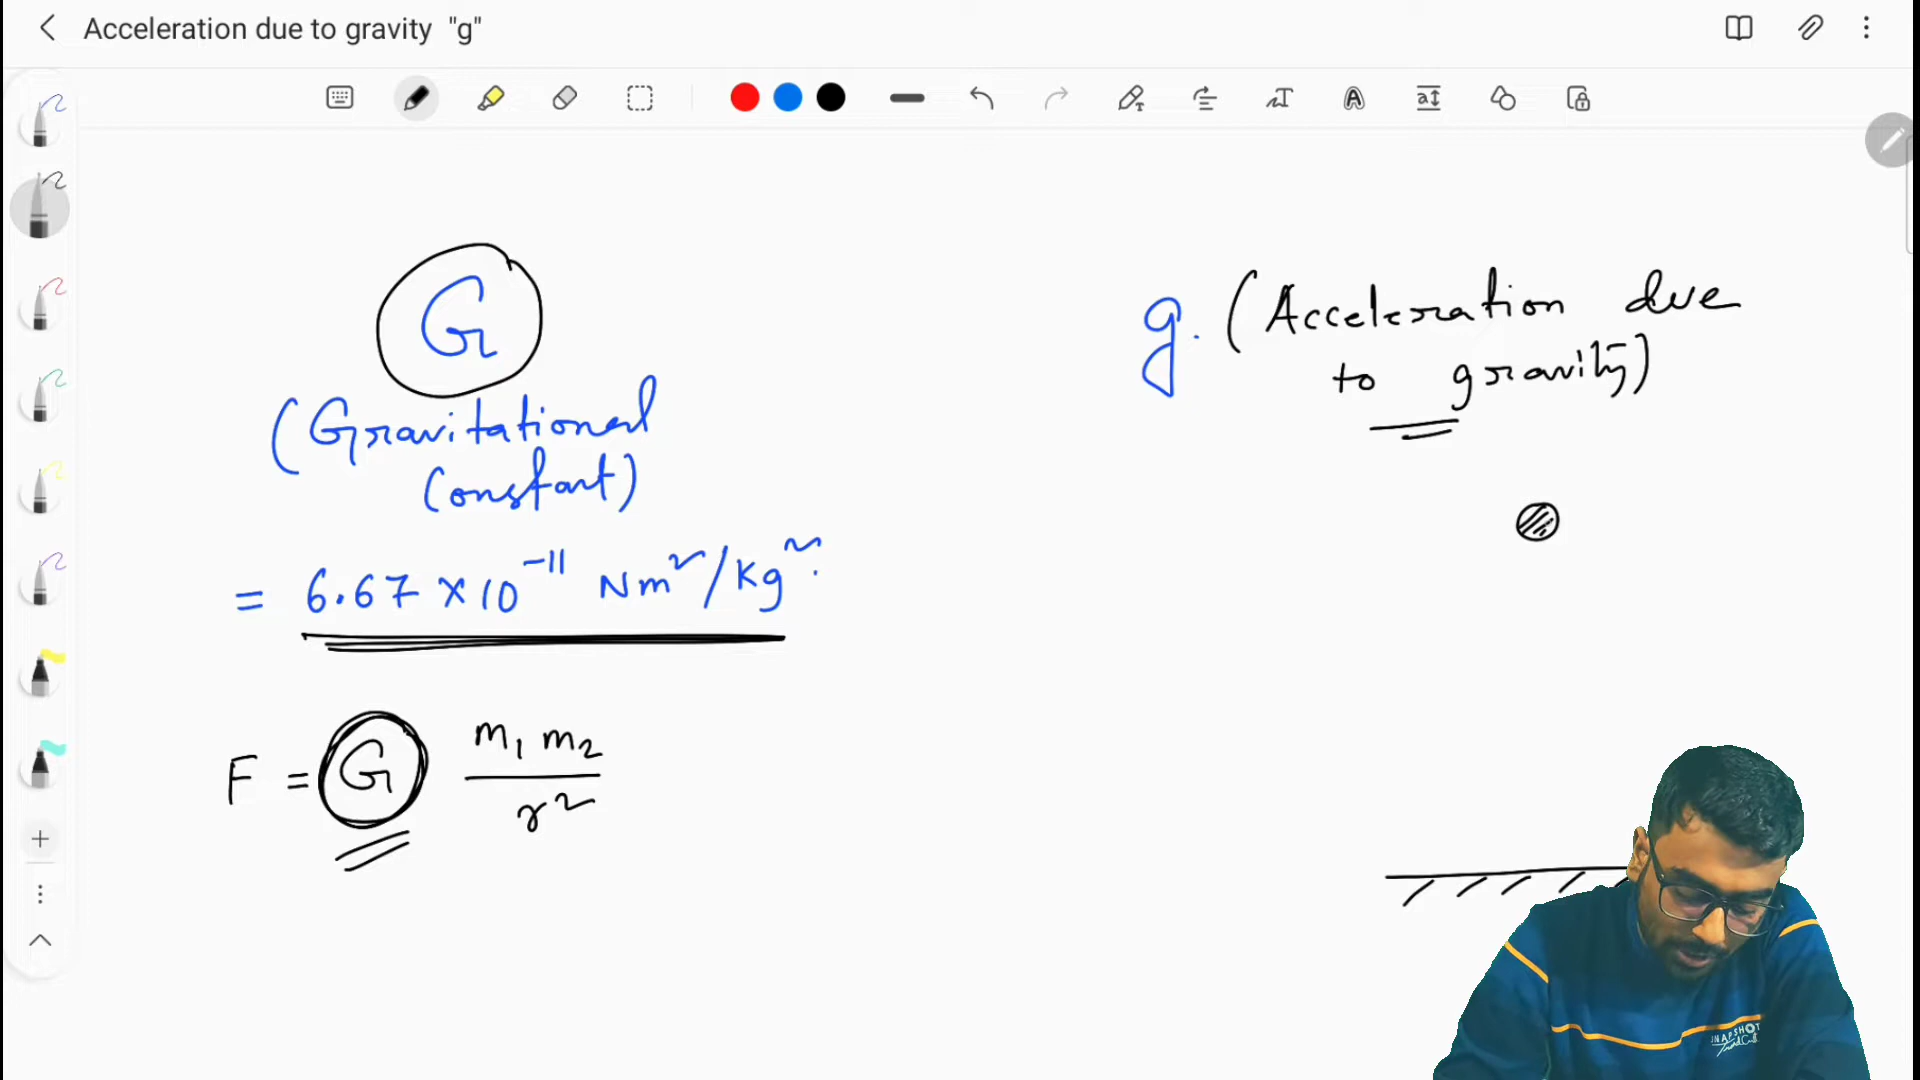 Acceleration due to gravity "g"
G
(Gravitational
Constant)
= 6.67 × 10⁻¹¹ Nm²/Kg².
F = G m₁ m₂ / r²
g. (Acceleration due
to gravity)
SNAPSHOT